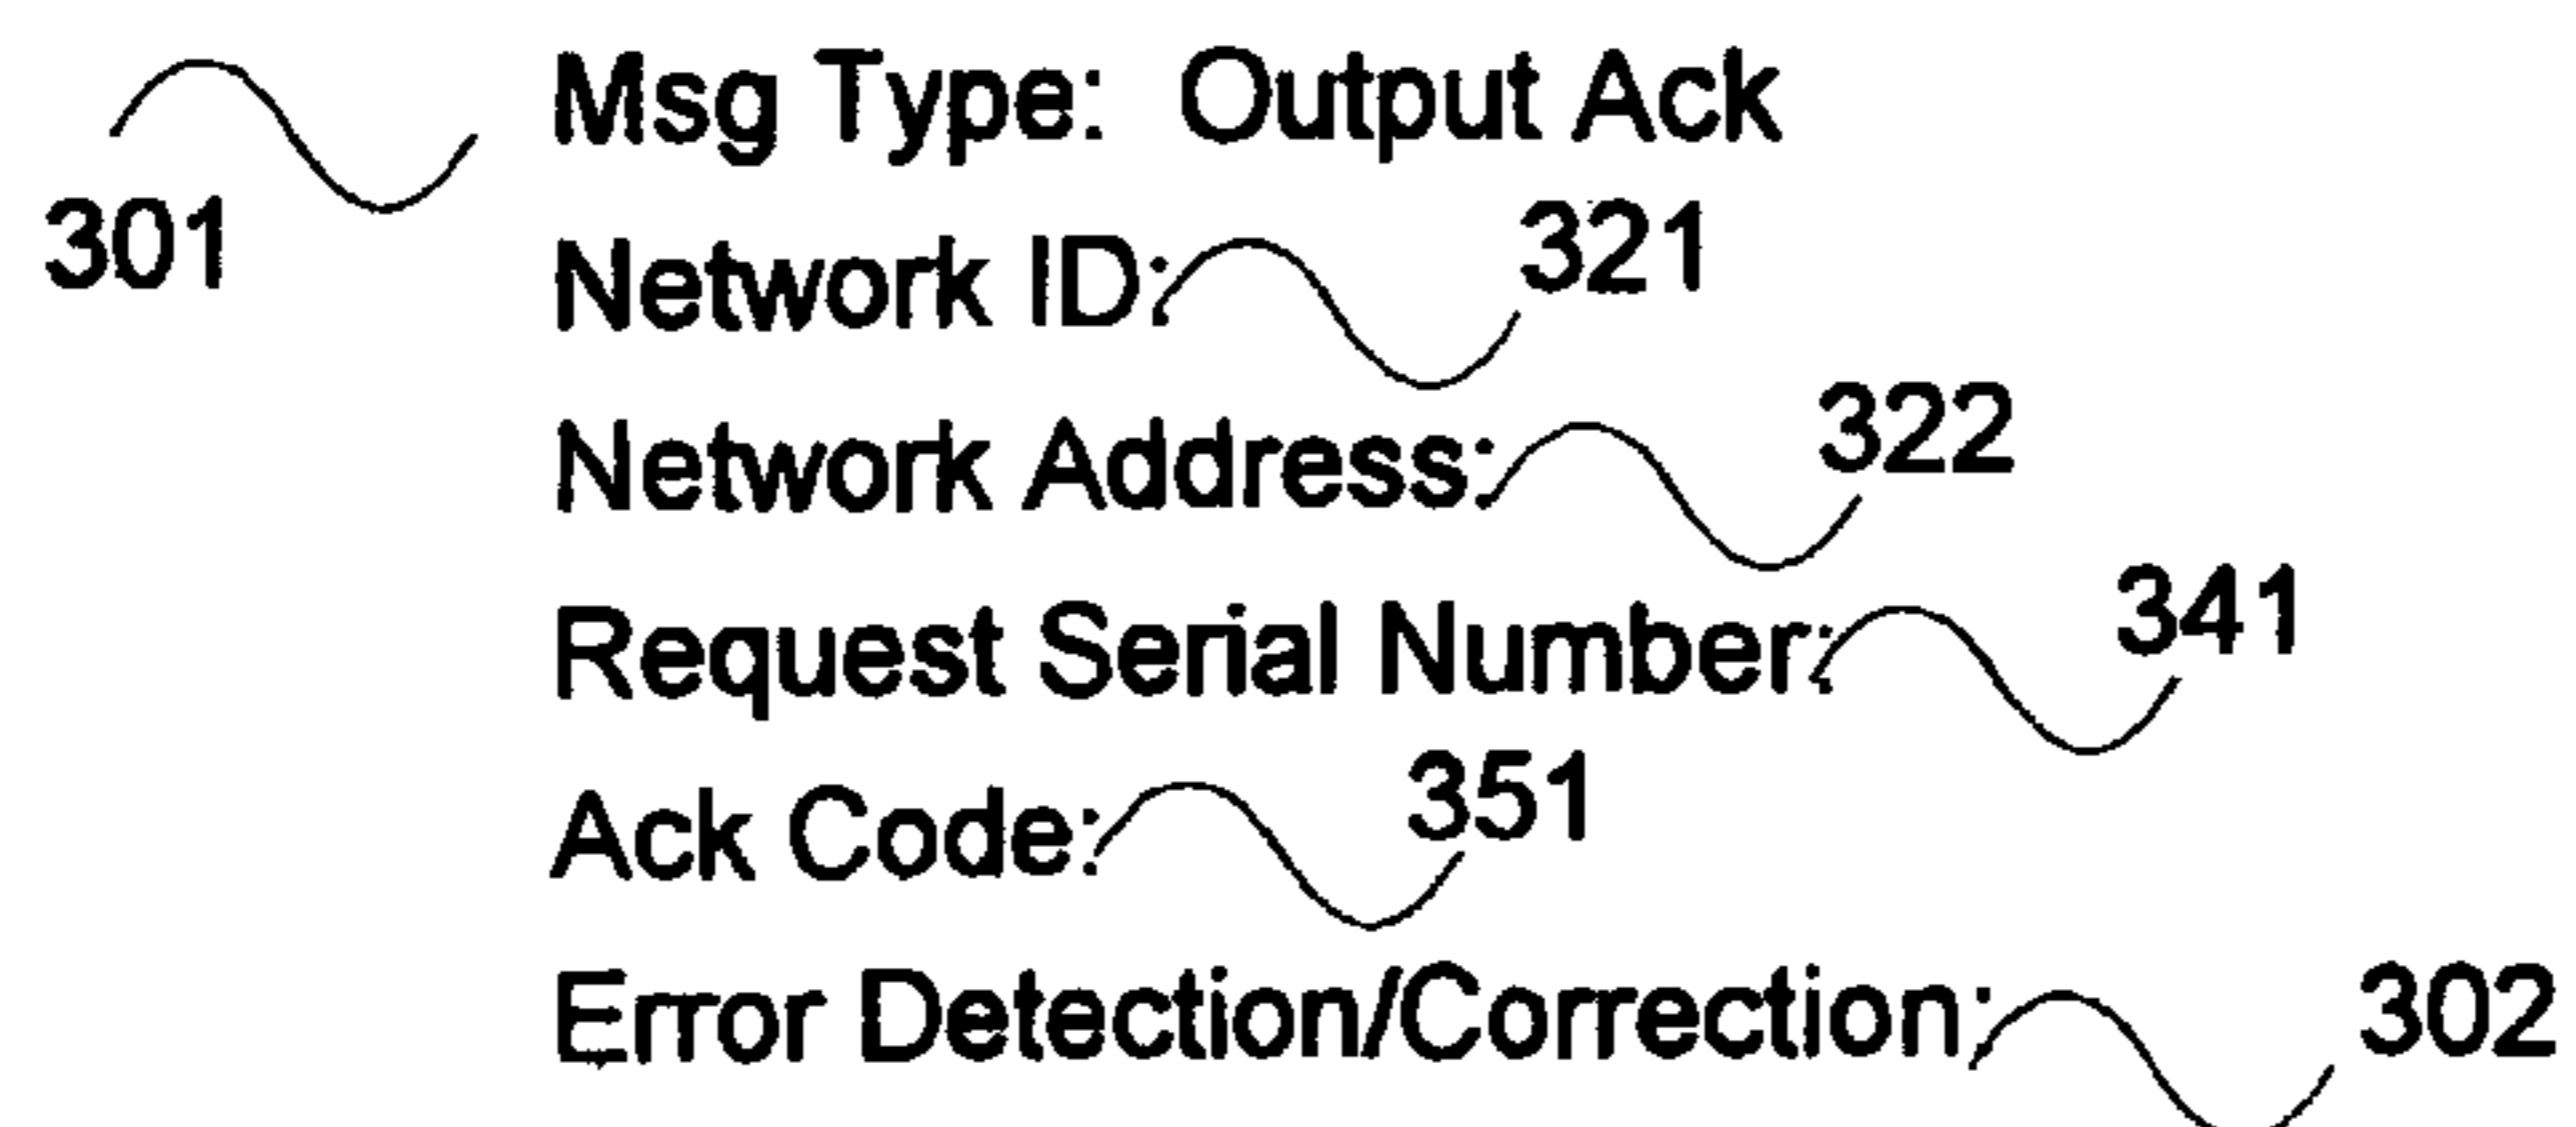 Msg Type: Output Ack
301
Network ID: 321
Network Address: 322
Request Serial Number: 341
Ack Code: 351
Error Detection/Correction: 302